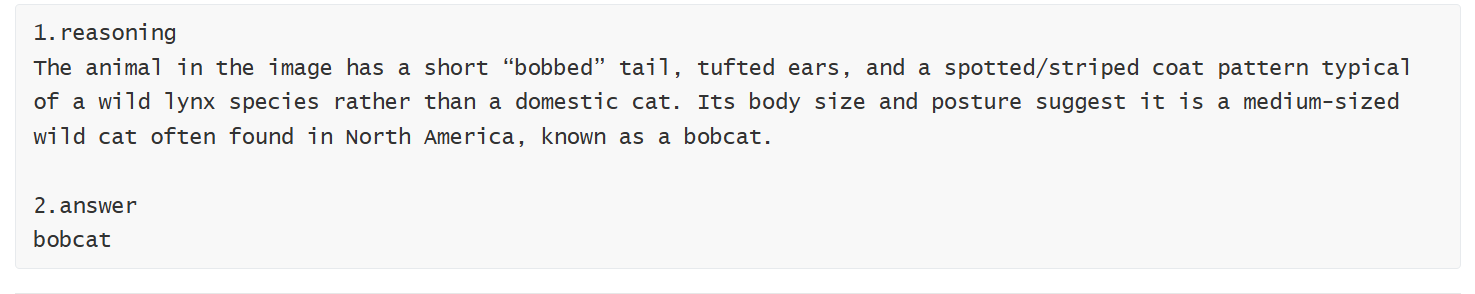 1.reasoning
The animal in the image has a short “bobbed” tail, tufted ears, and a spotted/striped coat pattern typical
of a wild lynx species rather than a domestic cat. Its body size and posture suggest it is a medium-sized
wild cat often found in North America, known as a bobcat.
2.answer
bobcat